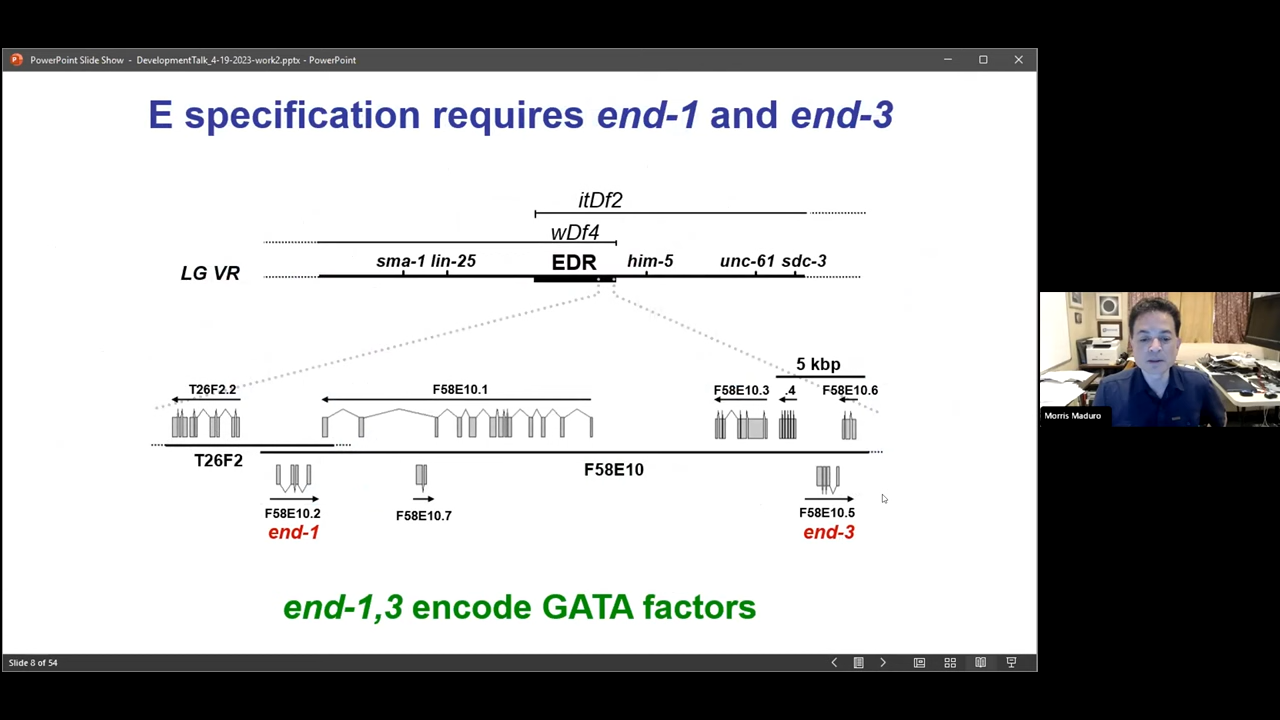 PowerPoint Slide Show - DevelopmentTalk_4-19-2023-work2.pptx - PowerPoint
E specification requires end-1 and end-3
itDf2
wDf4
LG VR
sma-1 lin-25 EDR him-5 unc-61 sdc-3
5 kbp
T26F2.2 F58E10.1 F58E10.3 .4 F58E10.6
Morris Maduro
T26F2 F58E10
F58E10.2 F58E10.7 F58E10.5
end-1 end-3
end-1,3 encode GATA factors
Slide 8 of 54